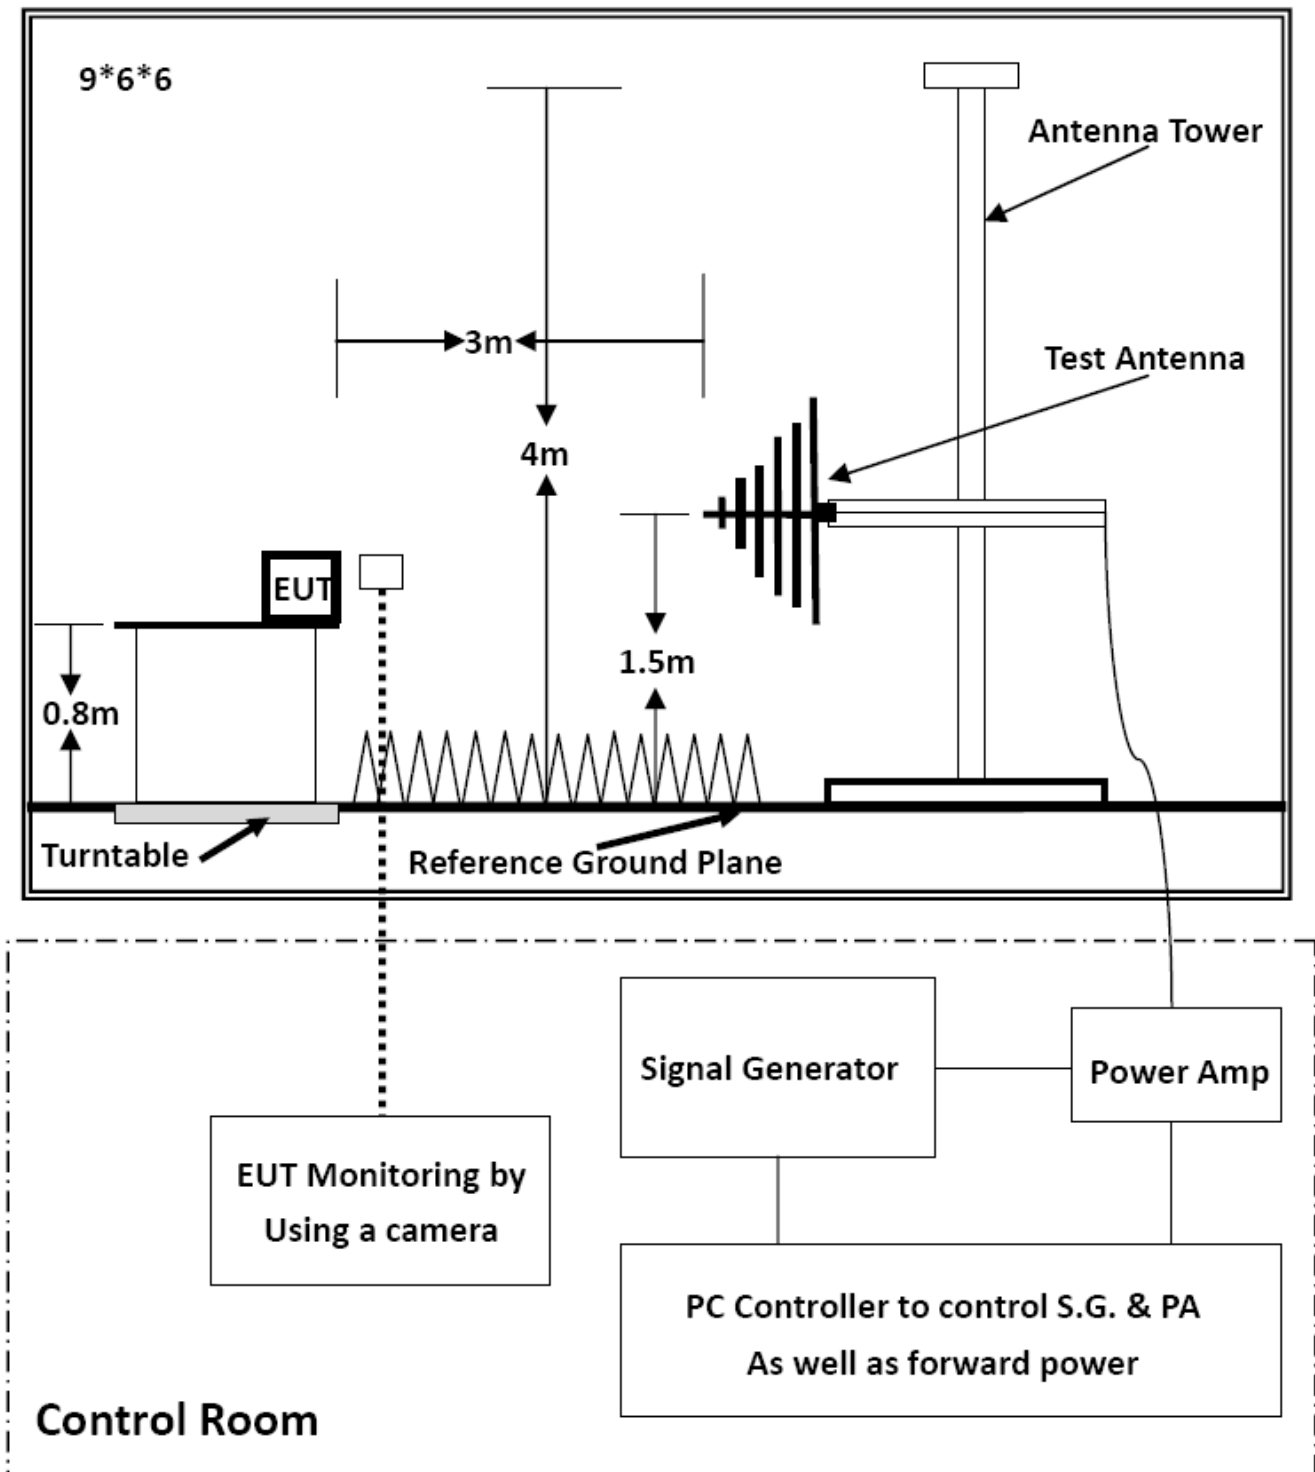 9*6*6
Antenna Tower
3m
Test Antenna
4m
EUT
1.5m
0.8m
Turntable
Reference Ground Plane
Signal Generator
Power Amp
EUT Monitoring by
Using a camera
PC Controller to control S.G. & PA
As well as forward power
Control Room